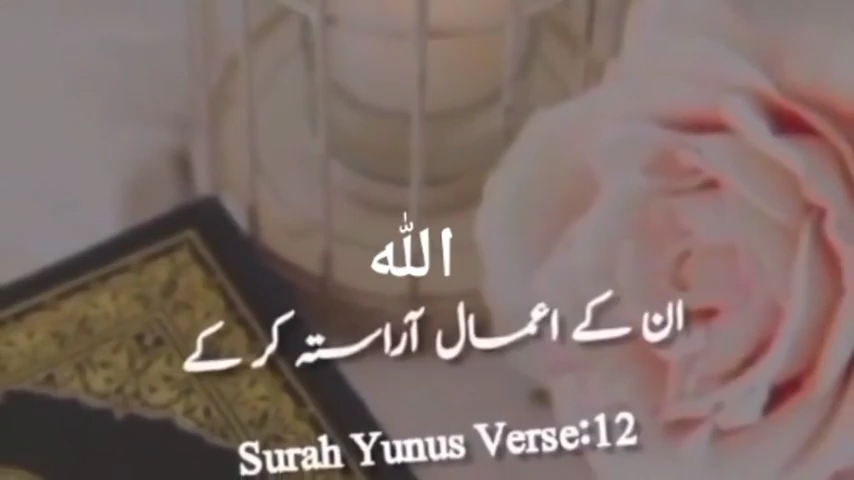 الله
ان کے اعمال آراستہ کر کے
Surah Yunus Verse:12